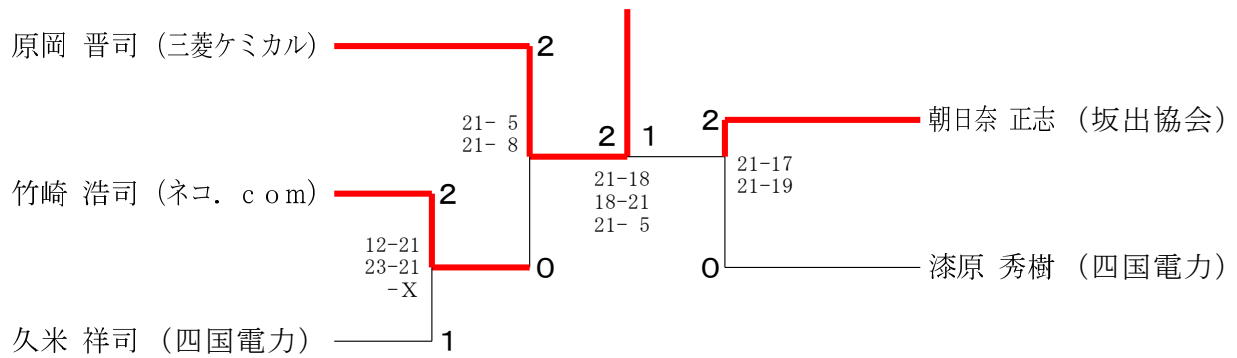 原岡 晋司 (三菱ケミカル)
2
21- 5
21- 8
2 1
21-18
18-21
21- 5
2
朝日奈 正志 (坂出協会)
21-17
21-19
竹崎 浩司 (ネコ．ｃｏｍ)
2
12-21
23-21
-X
0
0
漆原 秀樹 (四国電力)
久米 祥司 (四国電力)
1